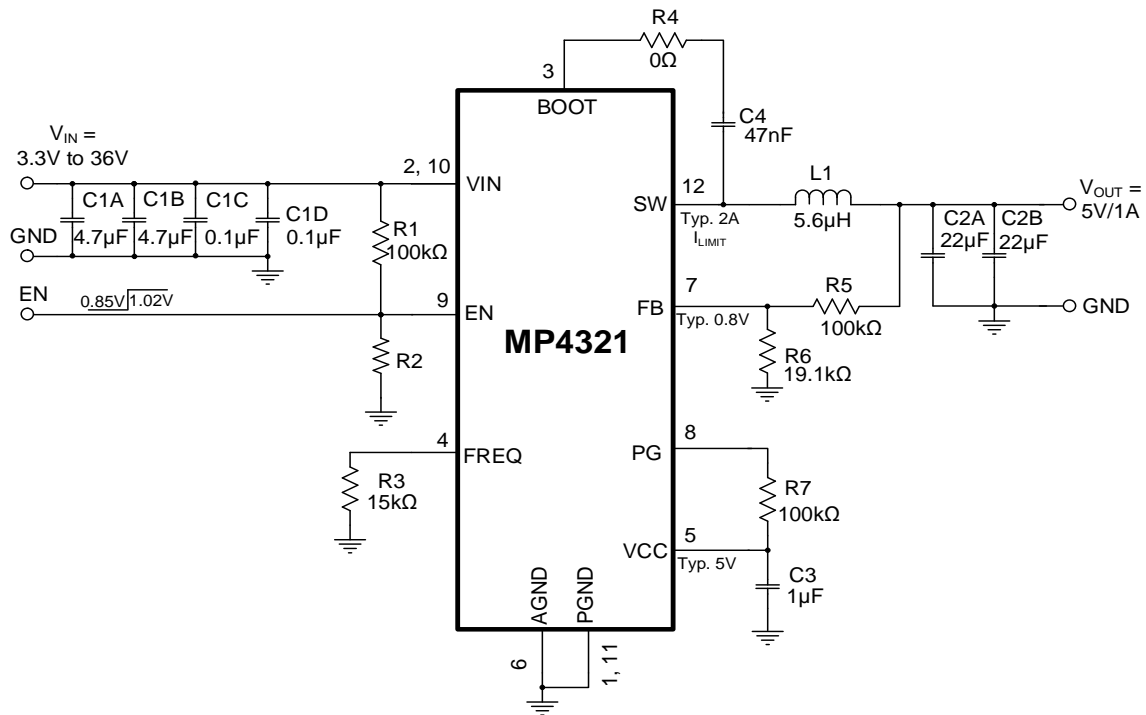 R4
0Ω
3
BOOT
C4
47nF
V_IN =
3.3V to 36V
2, 10
VIN
C1A
4.7µF
C1B
4.7µF
C1C
0.1µF
C1D
0.1µF
R1
100kΩ
GND
EN
0.85V 1.02V
9
EN
R2
4
FREQ
R3
15kΩ
MP4321
12
SW
Typ. 2A
I_LIMIT
L1
5.6µH
V_OUT =
5V/1A
C2A
22µF
C2B
22µF
GND
7
FB
Typ. 0.8V
R5
100kΩ
R6
19.1kΩ
8
PG
R7
100kΩ
5
VCC
Typ. 5V
C3
1µF
AGND
PGND
6
1, 11